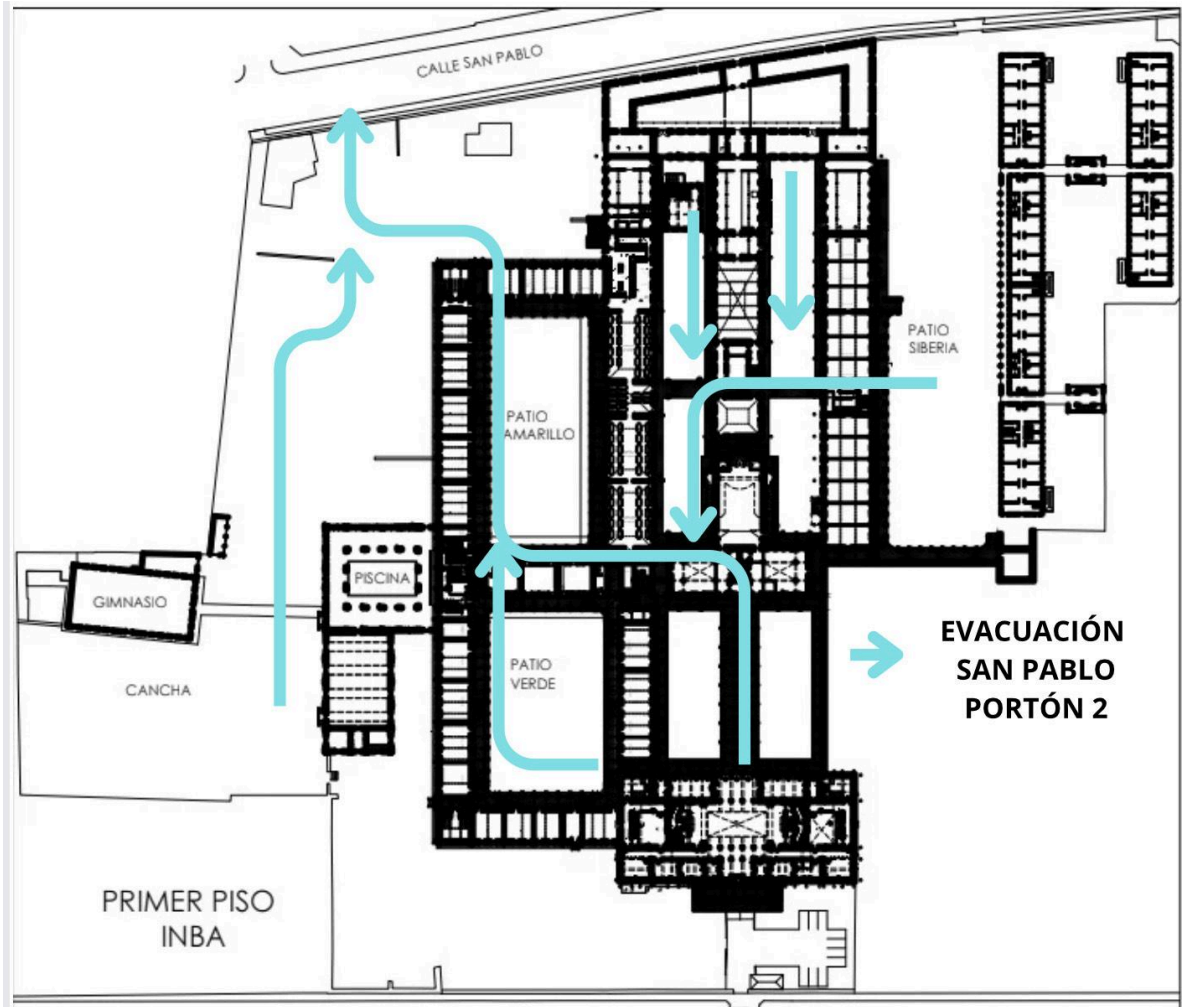 CALLE SAN PABLO
PATIO
SIBERIA
PATIO
AMARILLO
PISCINA
GIMNASIO
CANCHA
PATIO
VERDE
EVACUACIÓN
SAN PABLO
PORTÓN 2
PRIMER PISO
INBA